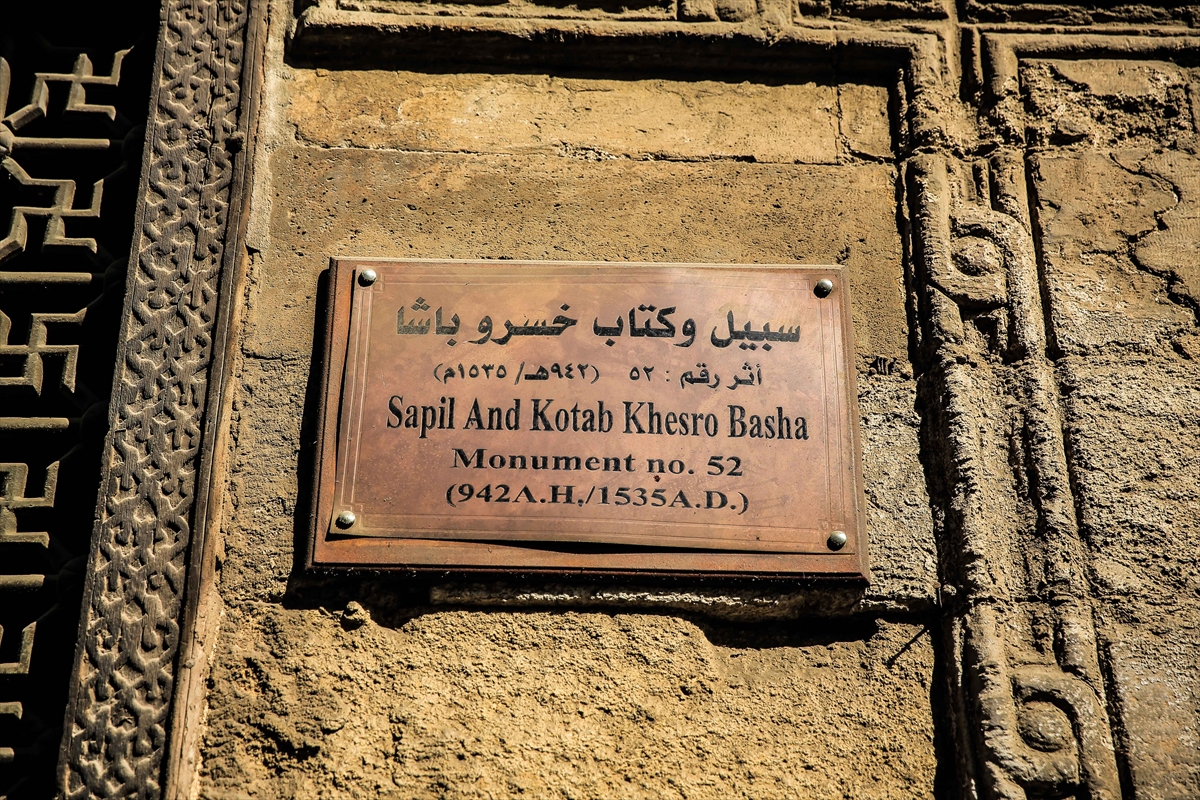 سبيل وكتاب خسرو باشا
أثر رقم : ٥٢ (٩٤٢هـ/ ١٥٣٥م)
Sapil And Kotab Khesro Basha
Monument no. 52
(942A.H./1535A.D.)